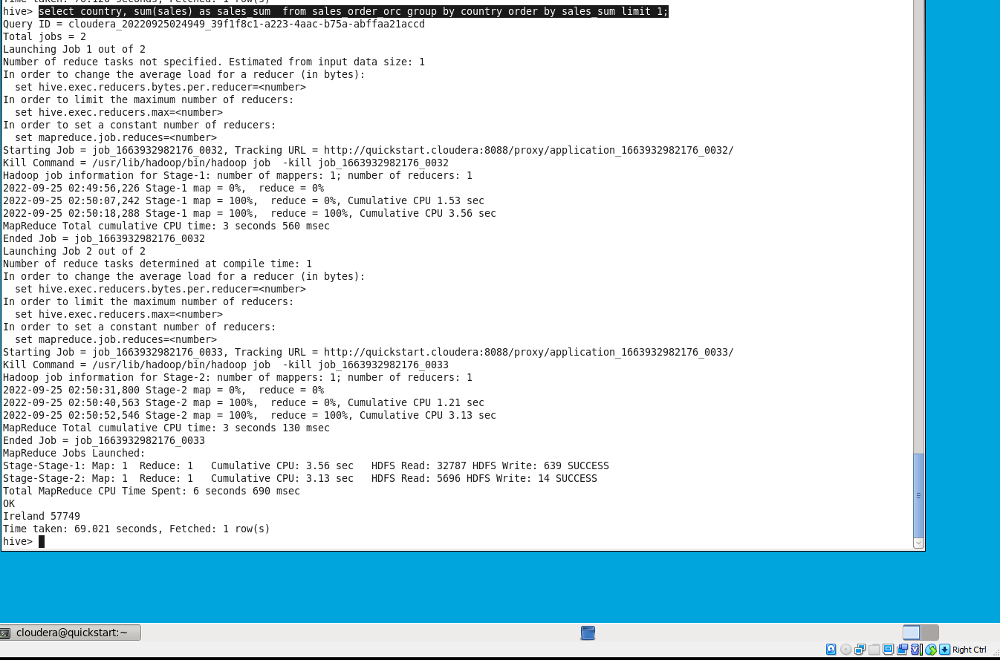 hive> select country, sum(sales) as sales_sum  from sales_order_orc group by country order by sales_sum limit 1;
Query ID = cloudera_20220925024949_39f1f8c1-a223-4aac-b75a-abffaa21accd
Total jobs = 2
Launching Job 1 out of 2
Number of reduce tasks not specified. Estimated from input data size: 1
In order to change the average load for a reducer (in bytes):
  set hive.exec.reducers.bytes.per.reducer=<number>
In order to limit the maximum number of reducers:
  set hive.exec.reducers.max=<number>
In order to set a constant number of reducers:
  set mapreduce.job.reduces=<number>
Starting Job = job_1663932982176_0032, Tracking URL = http://quickstart.cloudera:8088/proxy/application_1663932982176_0032/
Kill Command = /usr/lib/hadoop/bin/hadoop job  -kill job_1663932982176_0032
Hadoop job information for Stage-1: number of mappers: 1; number of reducers: 1
2022-09-25 02:49:56,226 Stage-1 map = 0%,  reduce = 0%
2022-09-25 02:50:07,242 Stage-1 map = 100%,  reduce = 0%, Cumulative CPU 1.53 sec
2022-09-25 02:50:18,288 Stage-1 map = 100%,  reduce = 100%, Cumulative CPU 3.56 sec
MapReduce Total cumulative CPU time: 3 seconds 560 msec
Ended Job = job_1663932982176_0032
Launching Job 2 out of 2
Number of reduce tasks determined at compile time: 1
In order to change the average load for a reducer (in bytes):
  set hive.exec.reducers.bytes.per.reducer=<number>
In order to limit the maximum number of reducers:
  set hive.exec.reducers.max=<number>
In order to set a constant number of reducers:
  set mapreduce.job.reduces=<number>
Starting Job = job_1663932982176_0033, Tracking URL = http://quickstart.cloudera:8088/proxy/application_1663932982176_0033/
Kill Command = /usr/lib/hadoop/bin/hadoop job  -kill job_1663932982176_0033
Hadoop job information for Stage-2: number of mappers: 1; number of reducers: 1
2022-09-25 02:50:31,800 Stage-2 map = 0%,  reduce = 0%
2022-09-25 02:50:40,563 Stage-2 map = 100%,  reduce = 0%, Cumulative CPU 1.21 sec
2022-09-25 02:50:52,546 Stage-2 map = 100%,  reduce = 100%, Cumulative CPU 3.13 sec
MapReduce Total cumulative CPU time: 3 seconds 130 msec
Ended Job = job_1663932982176_0033
MapReduce Jobs Launched:
Stage-Stage-1: Map: 1  Reduce: 1   Cumulative CPU: 3.56 sec   HDFS Read: 32787 HDFS Write: 639 SUCCESS
Stage-Stage-2: Map: 1  Reduce: 1   Cumulative CPU: 3.13 sec   HDFS Read: 5696 HDFS Write: 14 SUCCESS
Total MapReduce CPU Time Spent: 6 seconds 690 msec
OK
Ireland 57749
Time taken: 69.021 seconds, Fetched: 1 row(s)
hive>
cloudera@quickstart:~
Right Ctrl